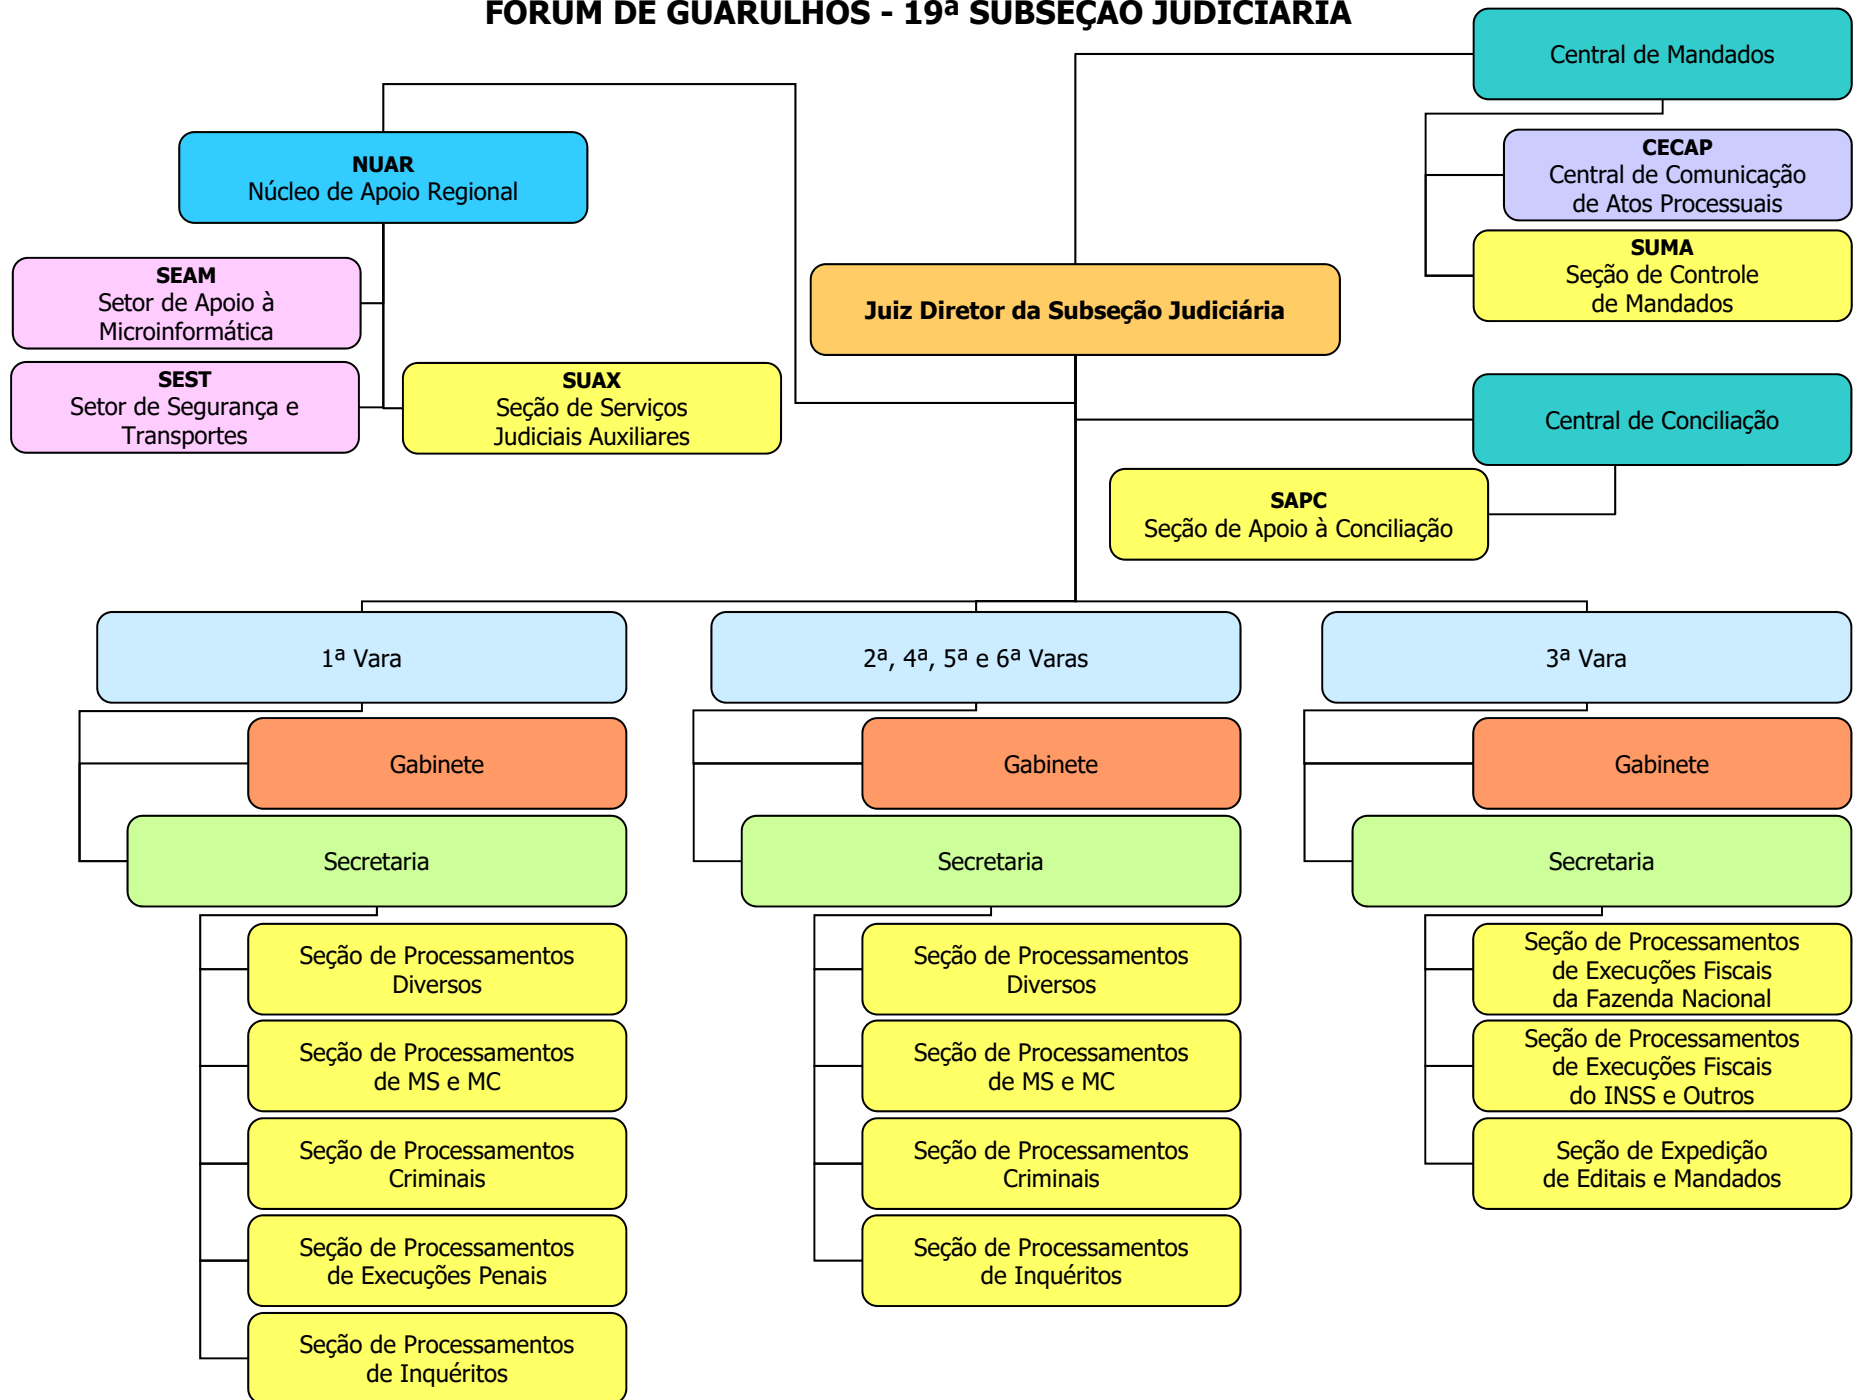 FÓRUM DE GUARULHOS - 19ª SUBSEÇÃO JUDICIÁRIA
Central de Mandados
CECAP
Central de Comunicação
de Atos Processuais
SUMA
Seção de Controle
de Mandados
NUAR
Núcleo de Apoio Regional
SEAM
Setor de Apoio à
Microinformática
SEST
Setor de Segurança e
Transportes
SUAX
Seção de Serviços
Judiciais Auxiliares
Juiz Diretor da Subseção Judiciária
Central de Conciliação
SAPC
Seção de Apoio à Conciliação
1ª Vara
Gabinete
Secretaria
Seção de Processamentos
Diversos
Seção de Processamentos
de MS e MC
Seção de Processamentos
Criminais
Seção de Processamentos
de Execuções Penais
Seção de Processamentos
de Inquéritos
2ª, 4ª, 5ª e 6ª Varas
Gabinete
Secretaria
Seção de Processamentos
Diversos
Seção de Processamentos
de MS e MC
Seção de Processamentos
Criminais
Seção de Processamentos
de Inquéritos
3ª Vara
Gabinete
Secretaria
Seção de Processamentos
de Execuções Fiscais
da Fazenda Nacional
Seção de Processamentos
de Execuções Fiscais
do INSS e Outros
Seção de Expedição
de Editais e Mandados